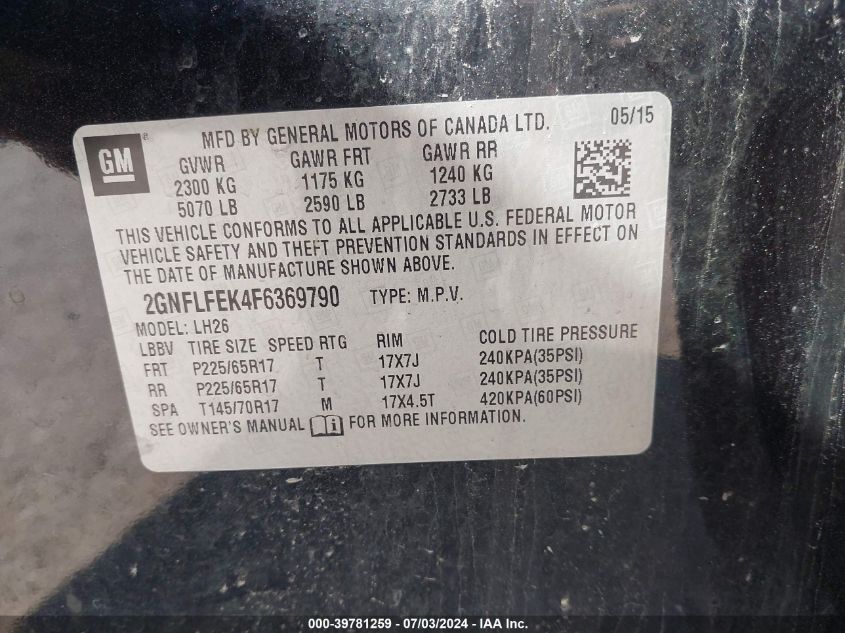 GM ® MFD BY GENERAL MOTORS OF CANADA LTD. 05/15
GVWR GAWR FRT GAWR RR
2300 KG 1175 KG 1240 KG
5070 LB 2590 LB 2733 LB
THIS VEHICLE CONFORMS TO ALL APPLICABLE U.S. FEDERAL MOTOR
VEHICLE SAFETY AND THEFT PREVENTION STANDARDS IN EFFECT ON
THE DATE OF MANUFACTURE SHOWN ABOVE.
2GNFLFEK4F6369790 TYPE: M.P.V.
MODEL: LH26
LBBV TIRE SIZE SPEED RTG RIM COLD TIRE PRESSURE
FRT P225/65R17 T 17X7J 240KPA(35PSI)
RR P225/65R17 T 17X7J 240KPA(35PSI)
SPA T145/70R17 M 17X4.5T 420KPA(60PSI)
SEE OWNER'S MANUAL i FOR MORE INFORMATION.
000-39781259 - 07/03/2024 - IAA Inc.